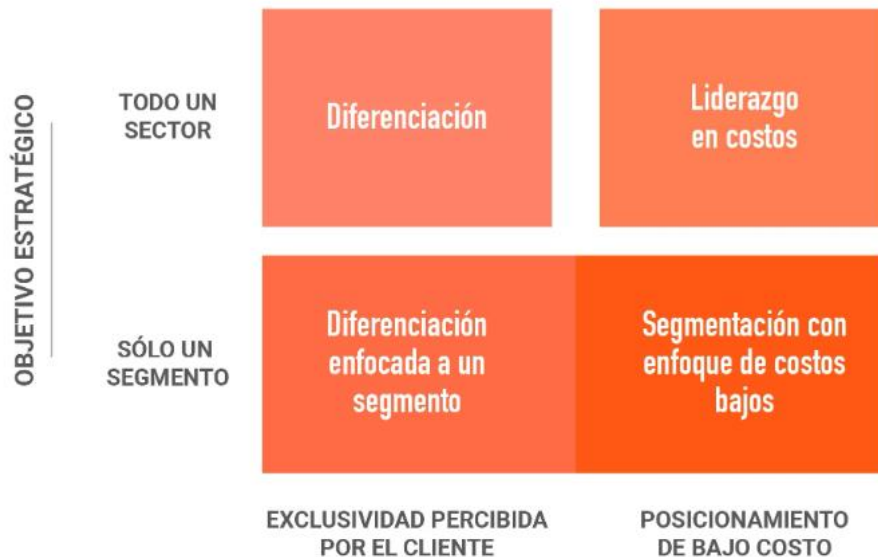 OBJETIVO ESTRATÉGICO
TODO UN
SECTOR
Diferenciación
Liderazgo
en costos
SÓLO UN
SEGMENTO
Diferenciación
enfocada a un
segmento
Segmentación con
enfoque de costos
bajos
EXCLUSIVIDAD PERCIBIDA
POR EL CLIENTE
POSICIONAMIENTO
DE BAJO COSTO